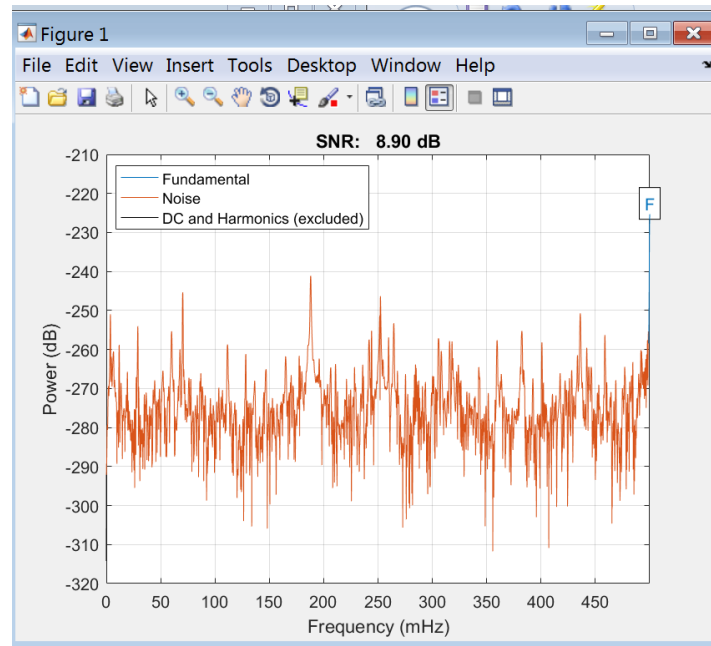 Figure 1
File Edit View Insert Tools Desktop Window Help
SNR: 8.90 dB
-210
-220
-230
-240
-250
-260
-270
-280
-290
-300
-310
-320
Power (dB)
Fundamental
Noise
DC and Harmonics (excluded)
F
0 50 100 150 200 250 300 350 400 450
Frequency (mHz)